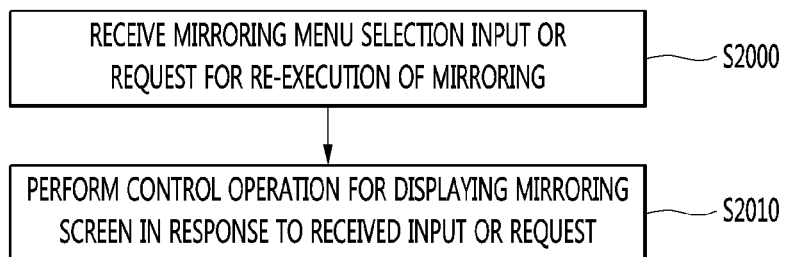 RECEIVE MIRRORING MENU SELECTION INPUT OR
REQUEST FOR RE-EXECUTION OF MIRRORING
S2000
PERFORM CONTROL OPERATION FOR DISPLAYING MIRRORING
SCREEN IN RESPONSE TO RECEIVED INPUT OR REQUEST
S2010